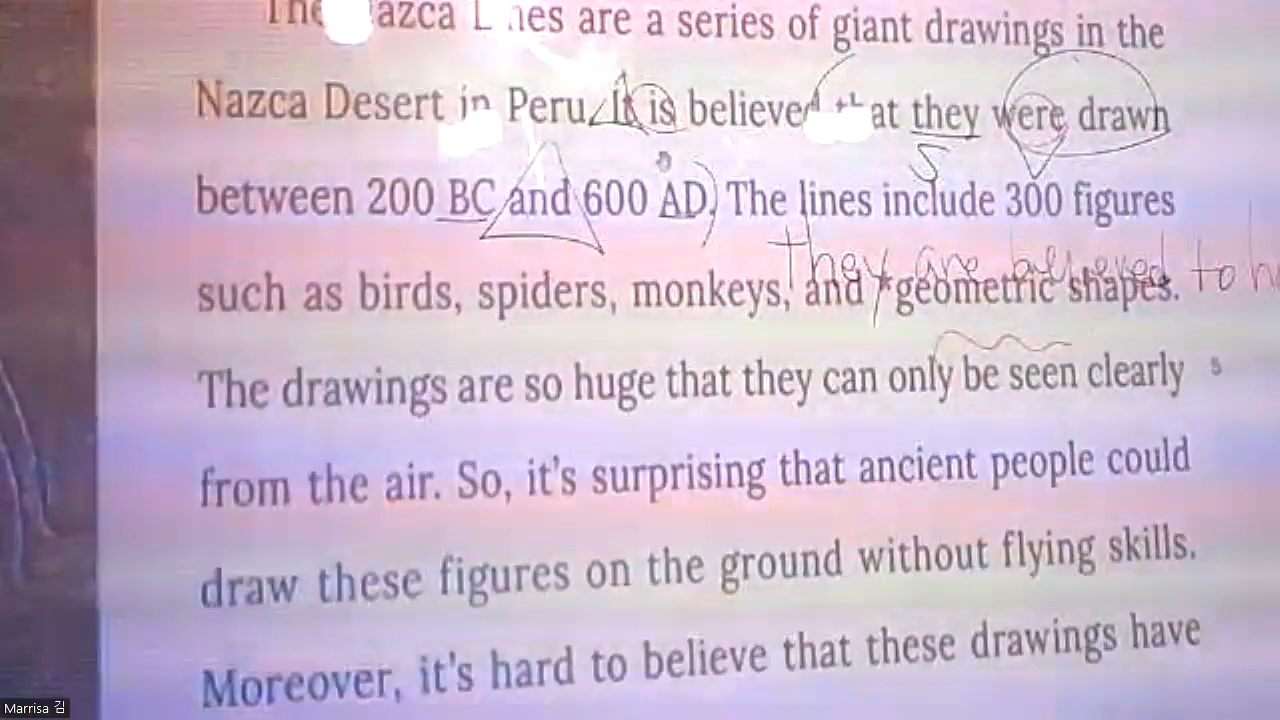 The Nazca Lines are a series of giant drawings in the
Nazca Desert in Peru. It is believed that they were drawn
S V
between 200 BC and 600 AD. The lines include 300 figures
they are believed to
such as birds, spiders, monkeys, and *geometric shapes.
The drawings are so huge that they can only be seen clearly 5
from the air. So, it's surprising that ancient people could
draw these figures on the ground without flying skills.
Moreover, it's hard to believe that these drawings have
Marrisa 김